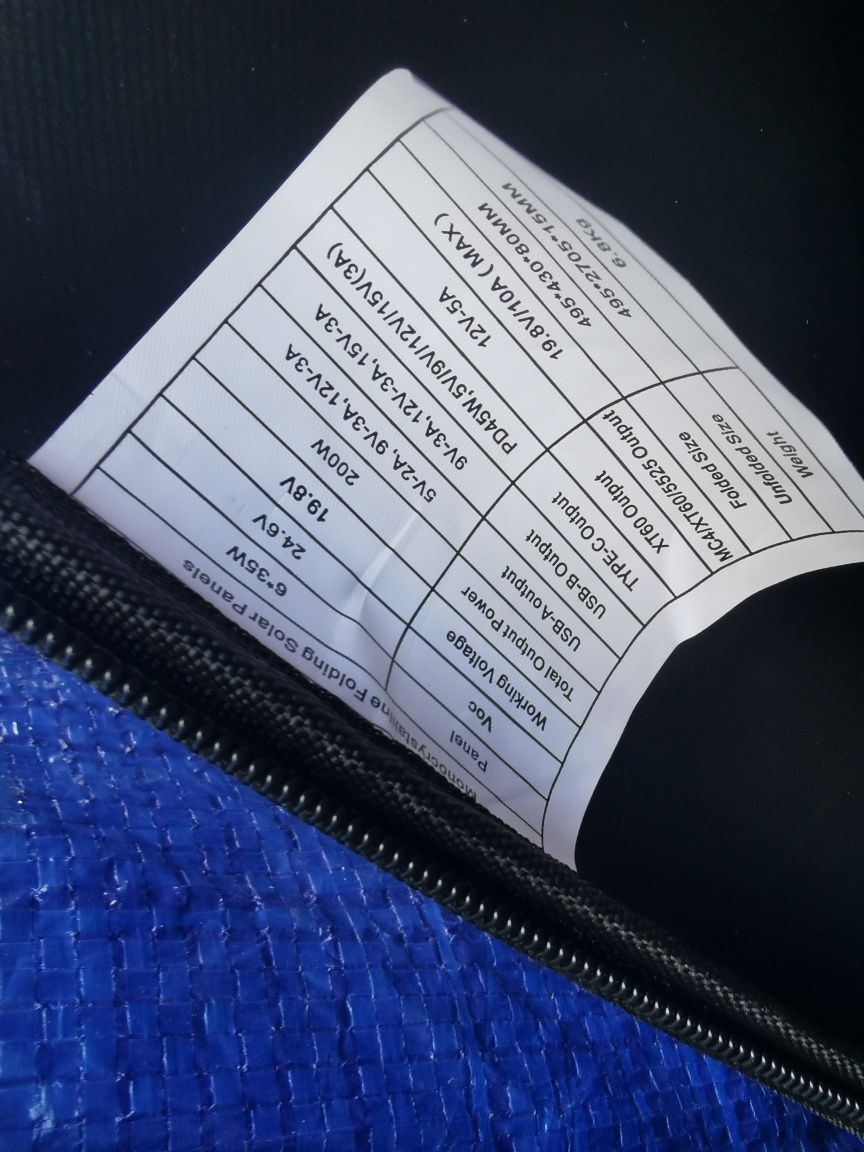 Monocrystalline Folding Solar Panels
Panel 6*35W
Voc 24.6V
Working Voltage 19.8V
Total Output Power 200W
USB-A output 5V-2A, 9V-3A, 12V-3A
USB-B Output 9V-3A, 12V-3A, 15V-3A
TYPE-C Output PD45W,5V/9V/12V/15V(3A)
XT60 Output 12V-5A
MC4/XT60/5525 Output 19.8V/10A ( MAX )
Folded Size 495*430*80MM
Unfolded Size 495*2705*15MM
Weight 6.8Kg